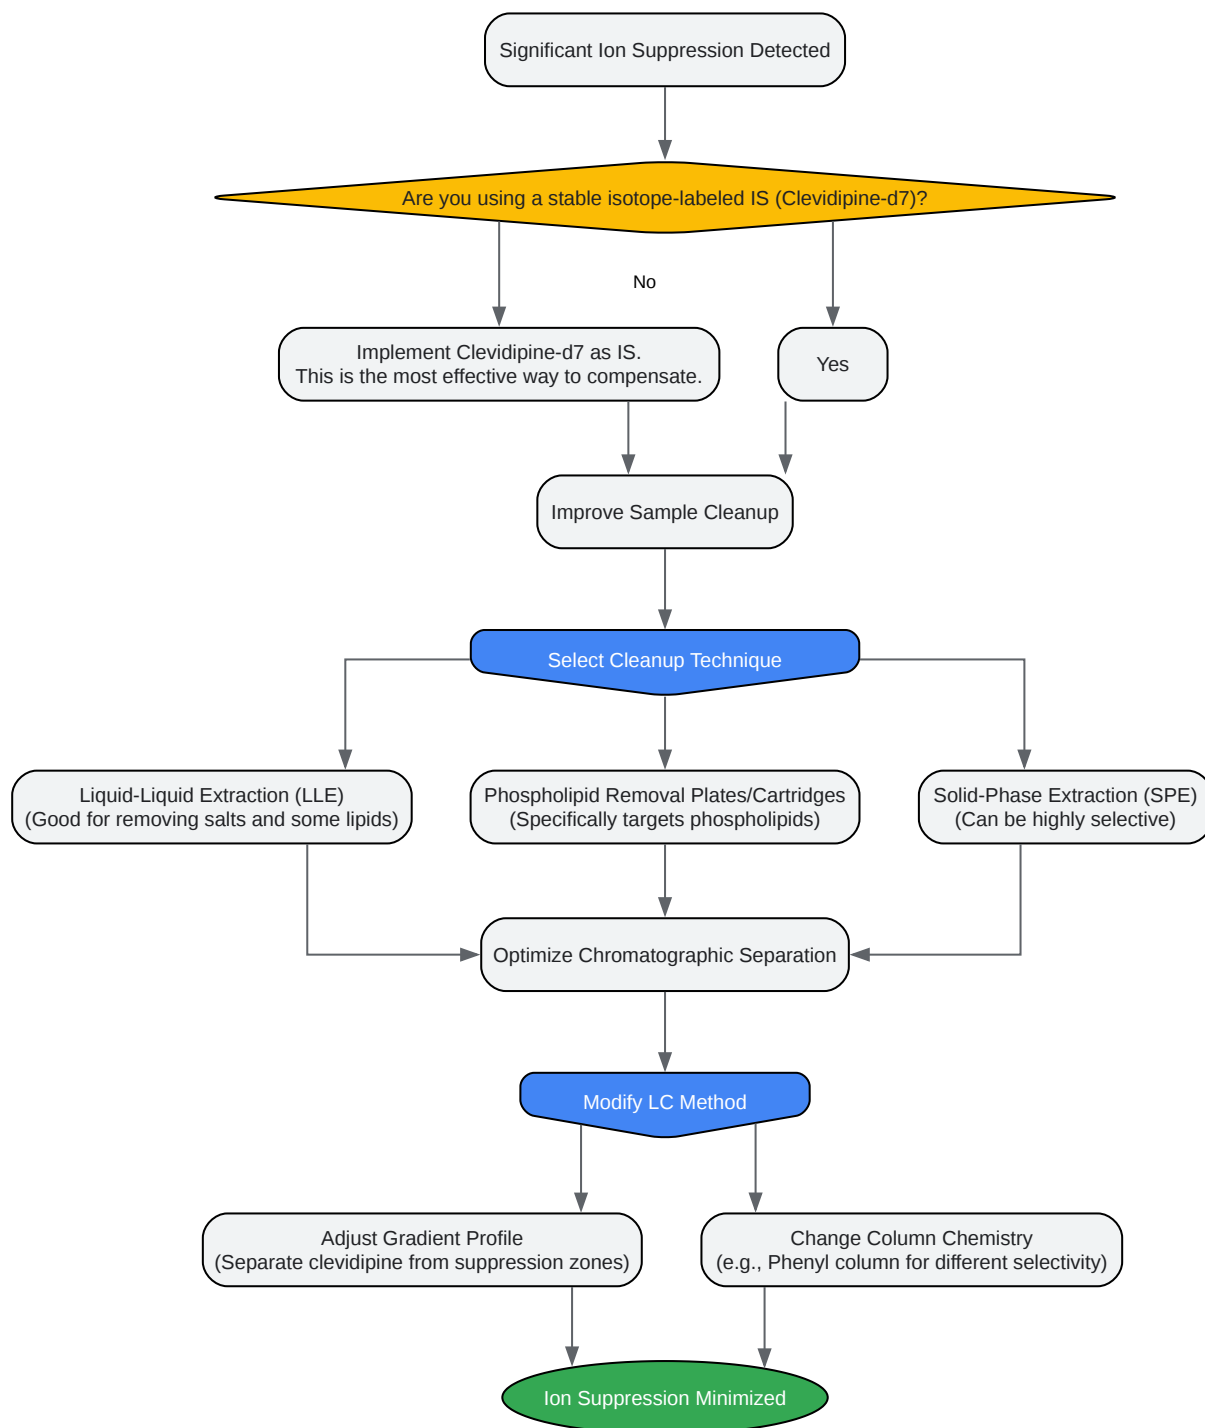 Significant Ion Suppression Detected
Are you using a stable isotope-labeled IS (Clevidipine-d7)?
No
Implement Clevidipine-d7 as IS.
This is the most effective way to compensate.
Yes
Improve Sample Cleanup
Select Cleanup Technique
Liquid-Liquid Extraction (LLE)
(Good for removing salts and some lipids)
Phospholipid Removal Plates/Cartridges
(Specifically targets phospholipids)
Solid-Phase Extraction (SPE)
(Can be highly selective)
Optimize Chromatographic Separation
Modify LC Method
Adjust Gradient Profile
(Separate clevidipine from suppression zones)
Change Column Chemistry
(e.g., Phenyl column for different selectivity)
Ion Suppression Minimized